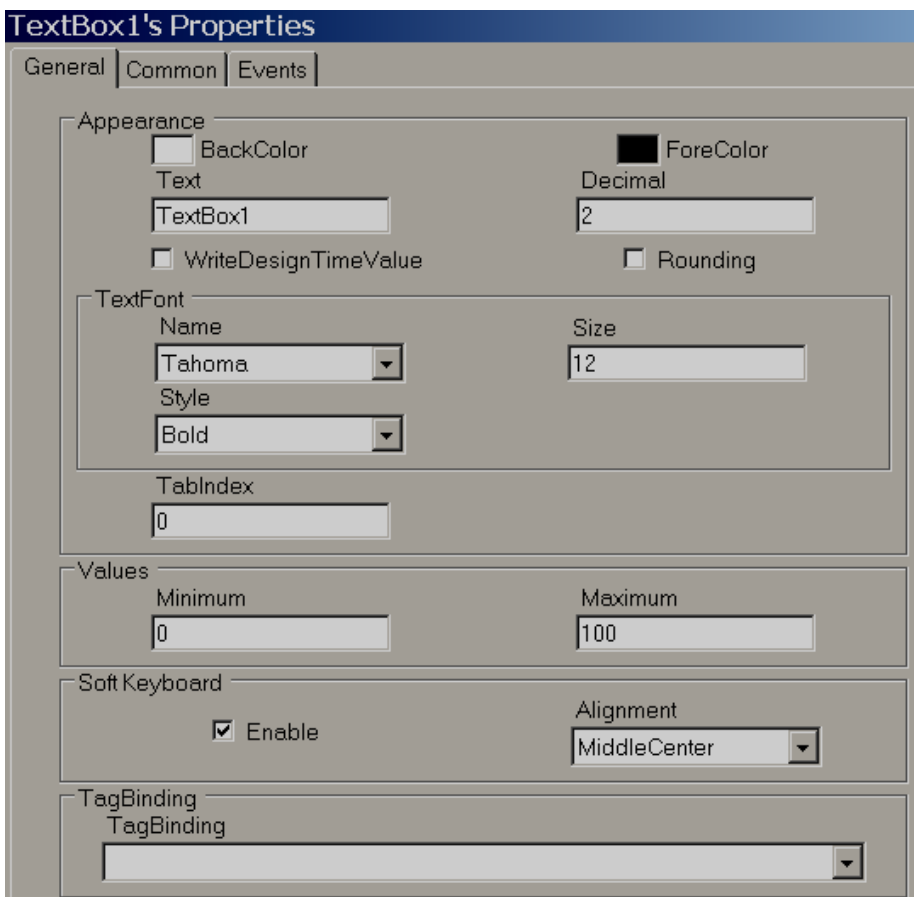 TextBox1's Properties
General Common Events
Appearance
BackColor ForeColor
Text Decimal
TextBox1 2
WriteDesignTimeValue Rounding
TextFont
Name Size
Tahoma 12
Style
Bold
TabIndex
0
Values
Minimum Maximum
0 100
Soft Keyboard
Alignment
Enable
MiddleCenter
TagBinding
TagBinding